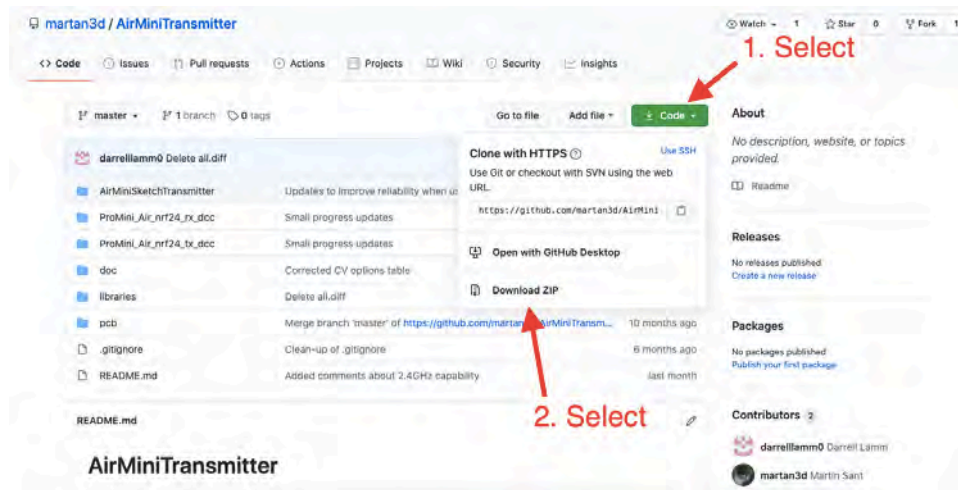 martan3d / AirMiniTransmitter
Watch 1 Star 0 Fork 1
1. Select
<> Code Issues Pull requests Actions Projects Wiki Security Insights
master 1 branch 0 tags Go to file Add file Code
About
No description, website, or topics
provided.
Readme
darrelllamm0 Delete all.diff
Clone with HTTPS Use SSH
Use Git or checkout with SVN using the web
URL.
https://github.com/martan3d/AirMini
Open with GitHub Desktop
Download ZIP
AirMiniSketchTransmitter Updates to improve reliability when us
ProMini_Air_nrf24_rx_dcc Small progress updates
ProMini_Air_nrf24_tx_dcc Small progress updates
doc Corrected CV options table
libraries Delete all.diff
pcb Merge branch 'master' of https://github.com/martan AirMiniTransm... 10 months ago
.gitignore Clean-up of .gitignore 6 months ago
README.md Added comments about 2.4GHz capability last month
Releases
No releases published
Create a new release
Packages
No packages published
Publish your first package
2. Select
README.md
AirMiniTransmitter
Contributors 2
darrelllamm0 Darrell Lamm
martan3d Martin Sant